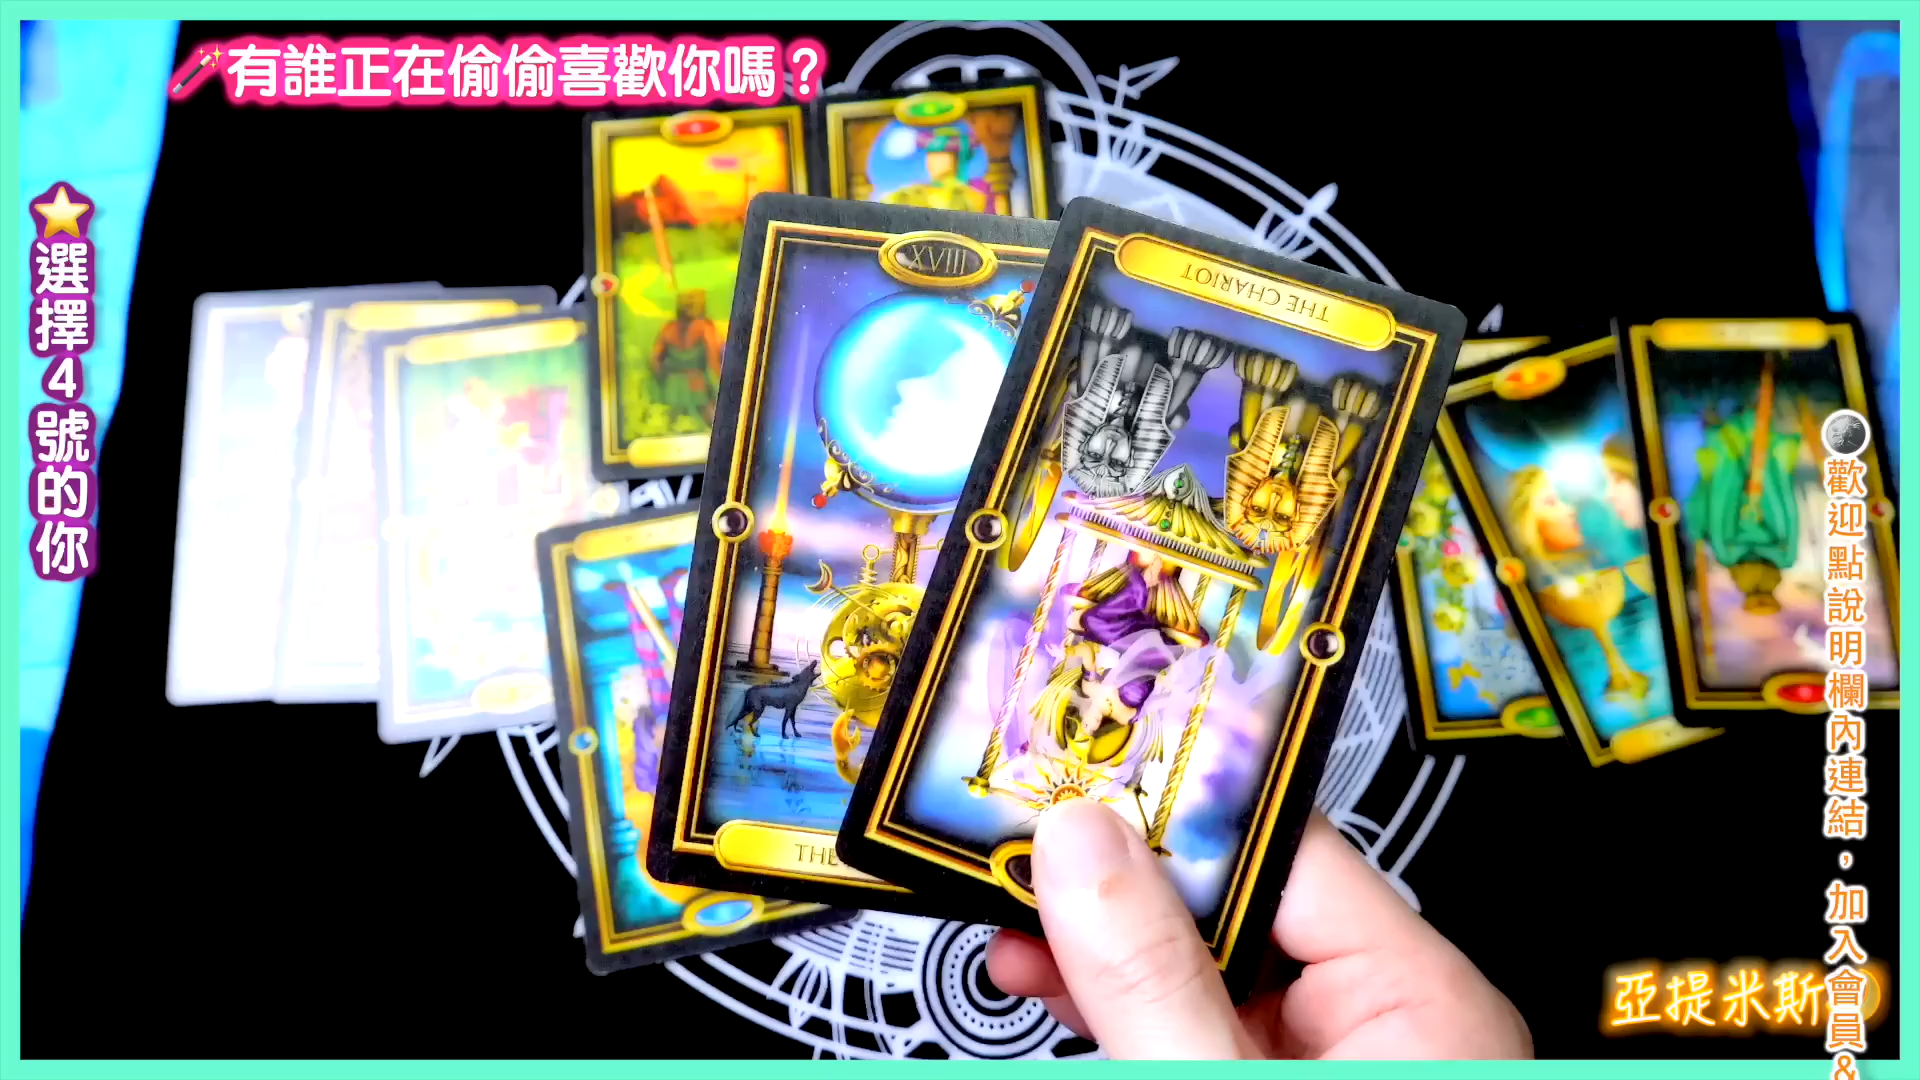 有誰正在偷偷喜歡你嗎？
選擇4號的你
XVIII
THE CHARIOT
THE
歡迎點說明欄內連結，加入會員&
亞提米斯